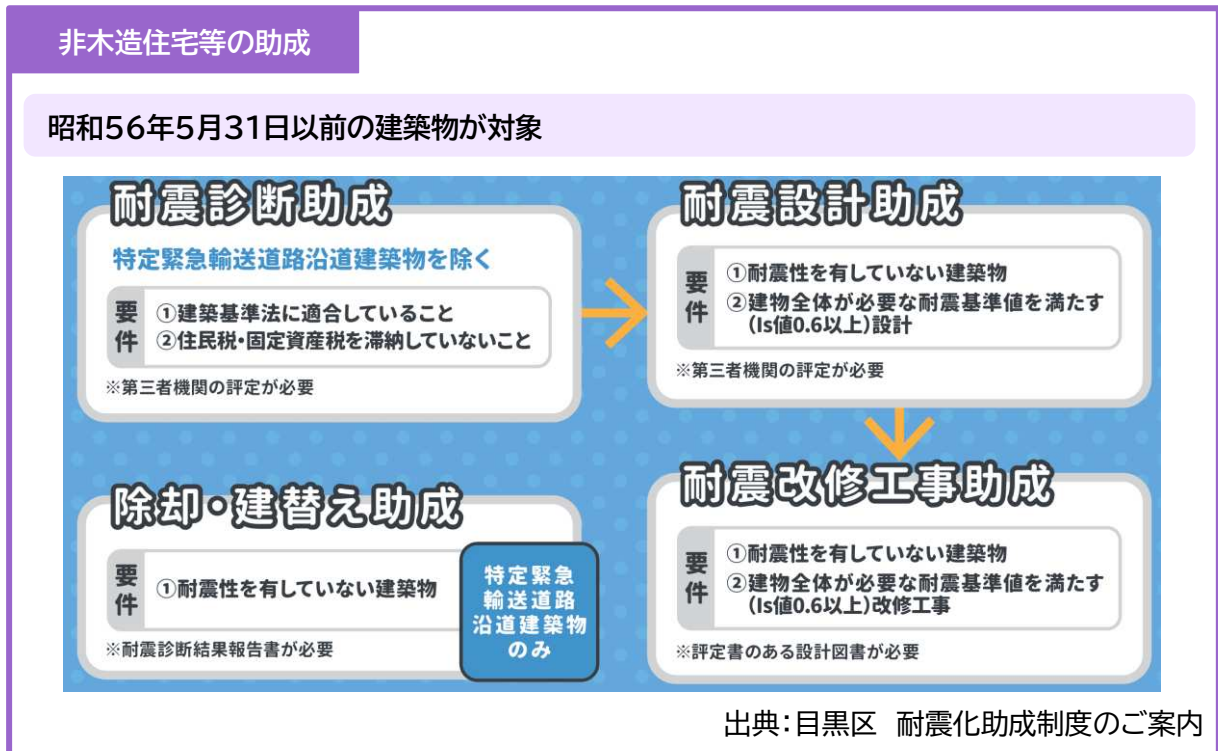 非木造住宅等の助成
昭和56年5月31日以前の建築物が対象
耐震診断助成
特定緊急輸送道路沿道建築物を除く
要件
①建築基準法に適合していること
②住民税・固定資産税を滞納していないこと
※第三者機関の評定が必要
耐震設計助成
要件
①耐震性を有していない建築物
②建物全体が必要な耐震基準値を満たす
(Is値0.6以上)設計
※第三者機関の評定が必要
除却・建替え助成
要件
①耐震性を有していない建築物
※耐震診断結果報告書が必要
特定緊急
輸送道路
沿道建築物
のみ
耐震改修工事助成
要件
①耐震性を有していない建築物
②建物全体が必要な耐震基準値を満たす
(Is値0.6以上)改修工事
※評定書のある設計図書が必要
出典：目黒区　耐震化助成制度のご案内